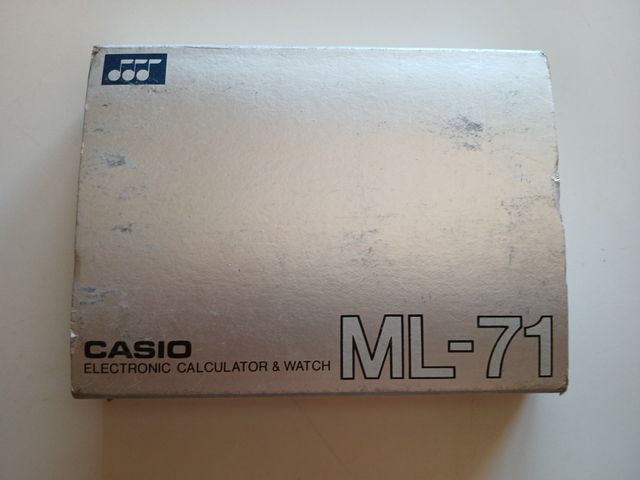 CASIO
ELECTRONIC CALCULATOR & WATCH
ML-71